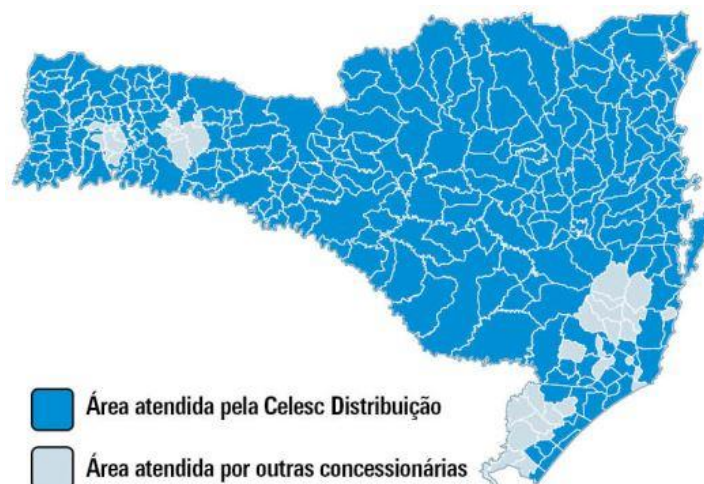 Área atendida pela Celesc Distribuição
Área atendida por outras concessionárias